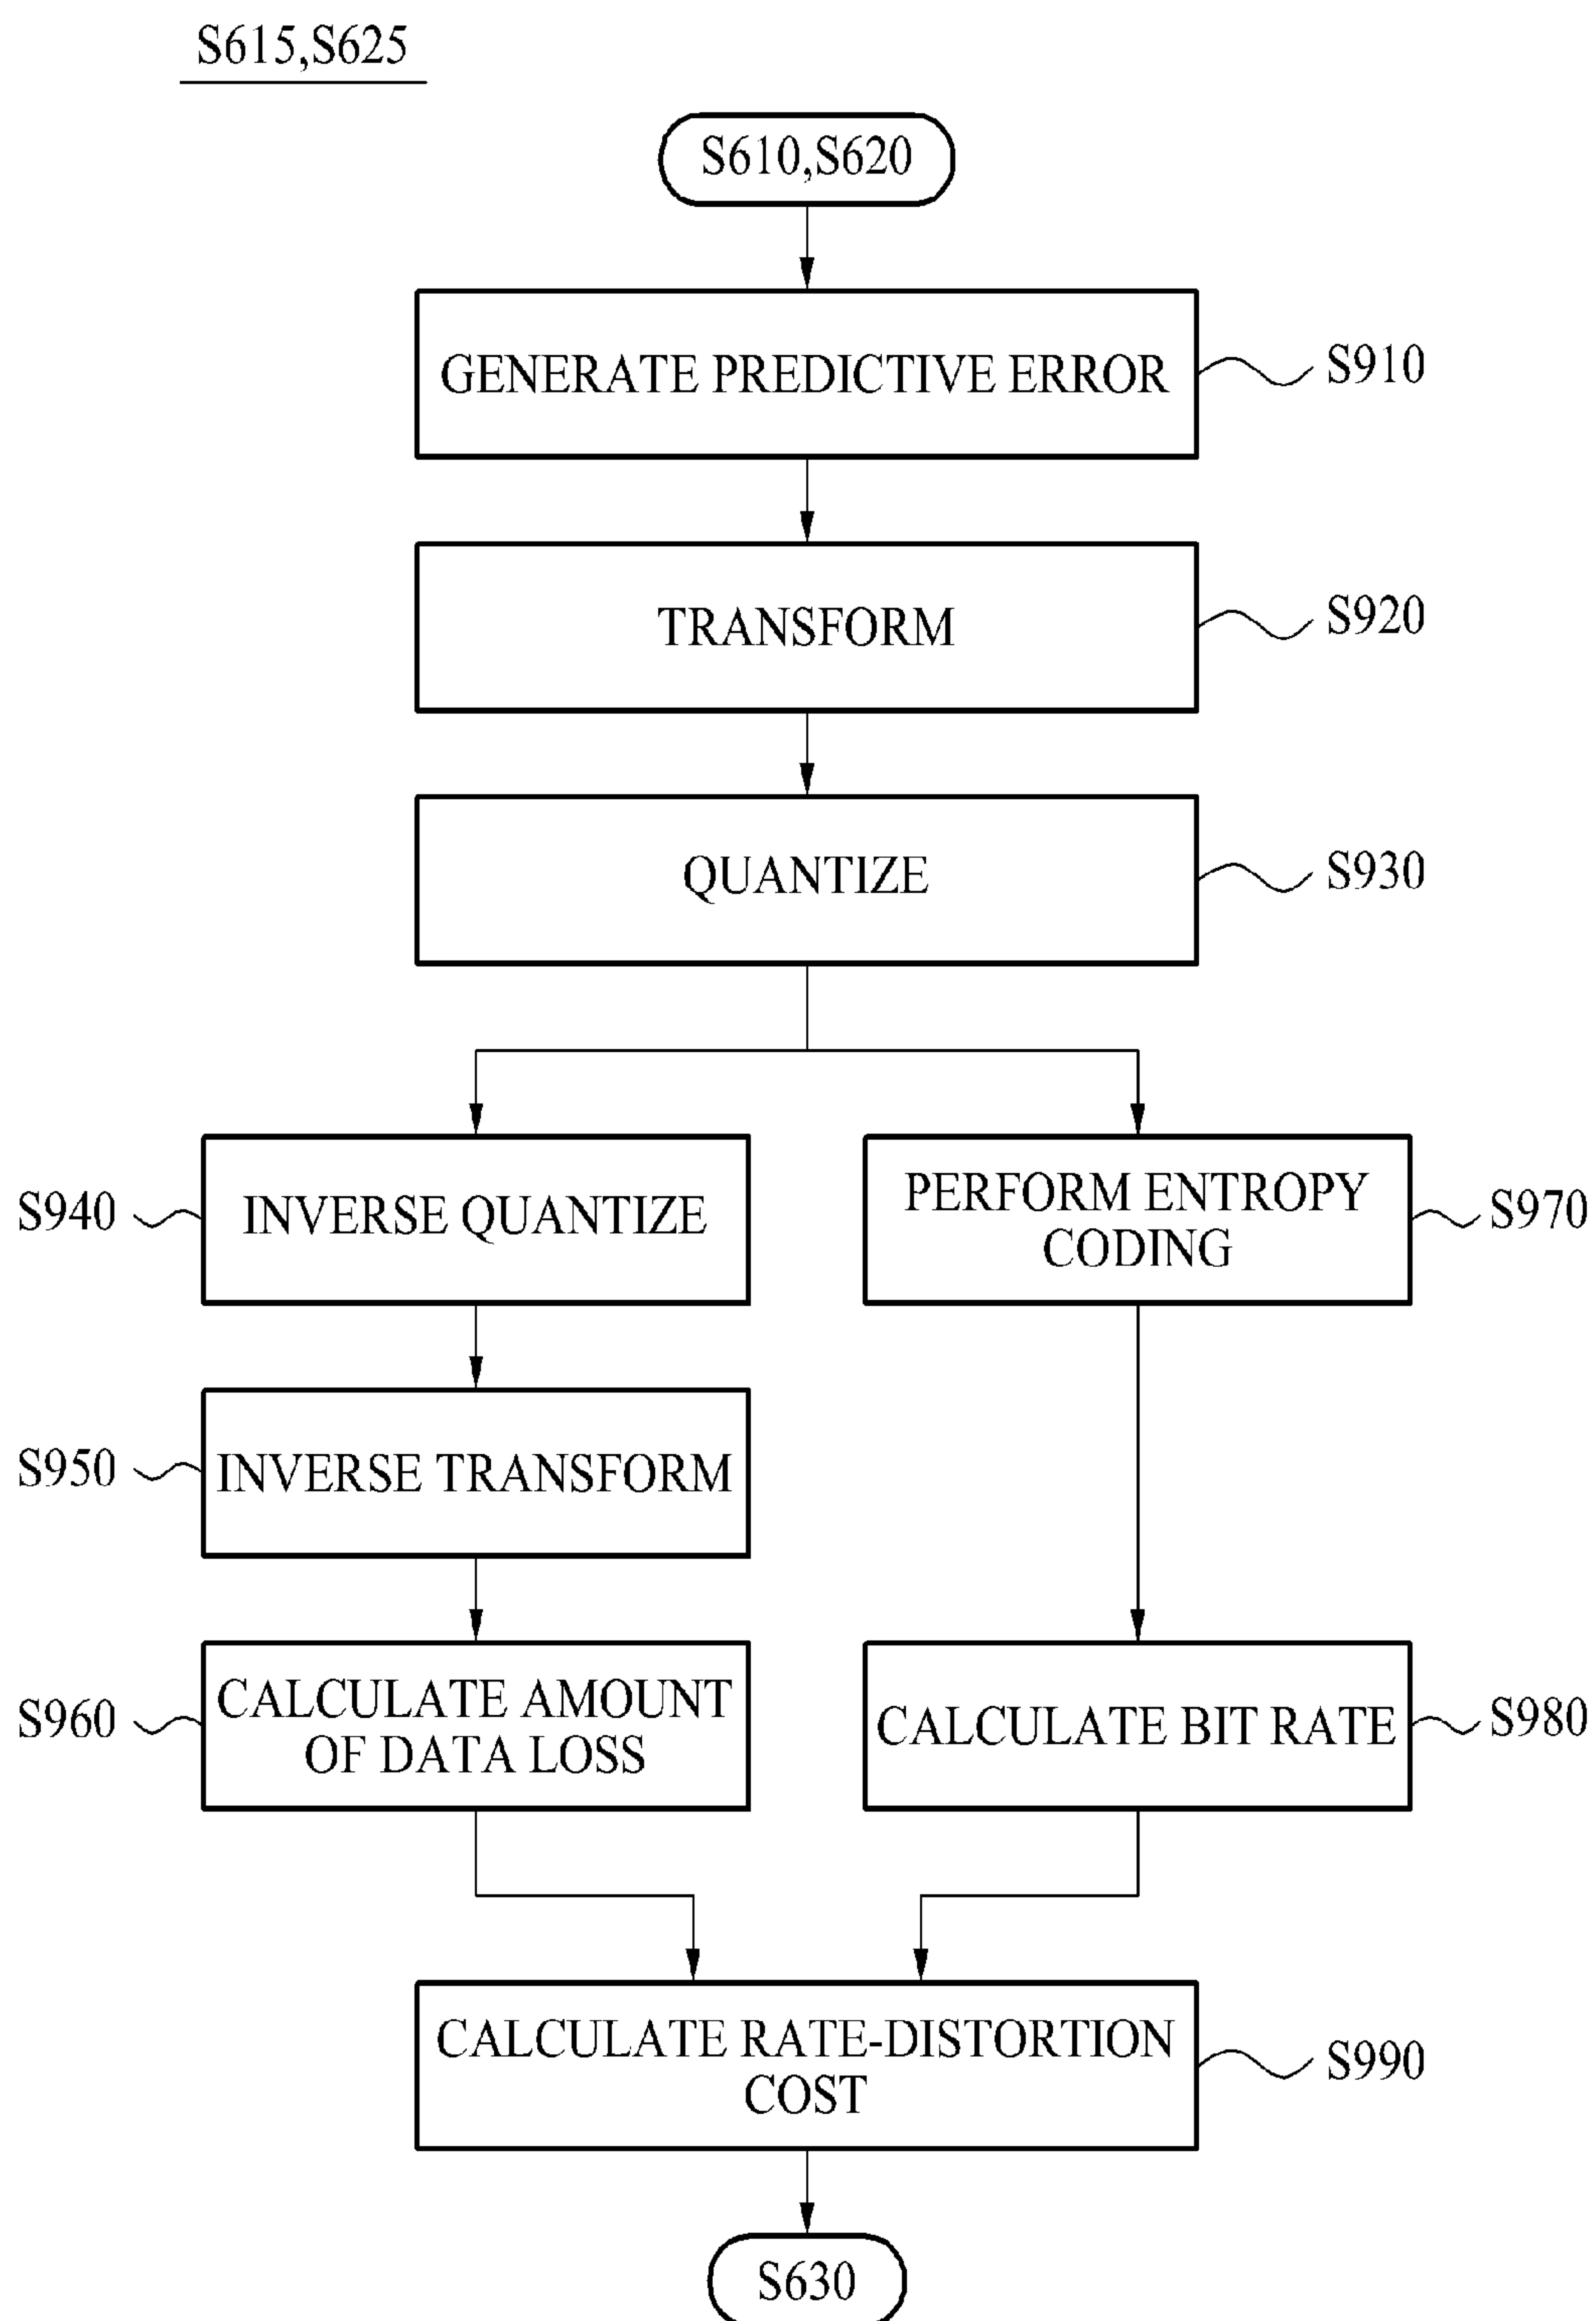 S615,S625
S610,S620
GENERATE PREDICTIVE ERROR
S910
TRANSFORM
S920
QUANTIZE
S930
S940
INVERSE QUANTIZE
PERFORM ENTROPY
CODING
S970
S950
INVERSE TRANSFORM
S960
CALCULATE AMOUNT
OF DATA LOSS
CALCULATE BIT RATE
S980
CALCULATE RATE-DISTORTION
COST
S990
S630